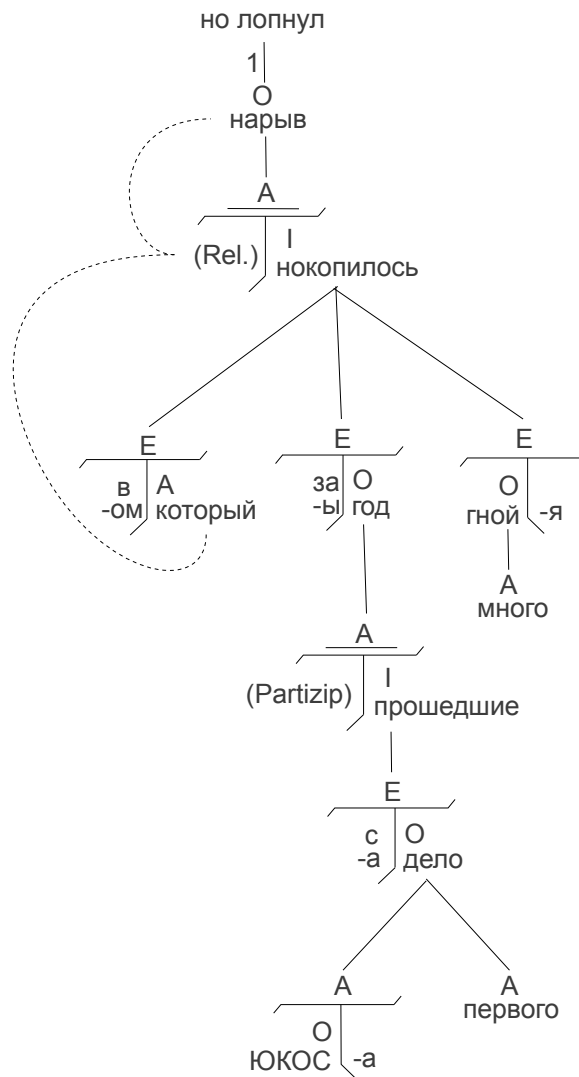 но лопнул
1
О
нарыв
А
(Rel.) I
нокопилось
Е Е Е
в А за О О
-ом который -ы год гной -я
А
много
А
(Partizip) I
прошедшие
Е
с О
-а дело
А А
первого
О
ЮКОС -а